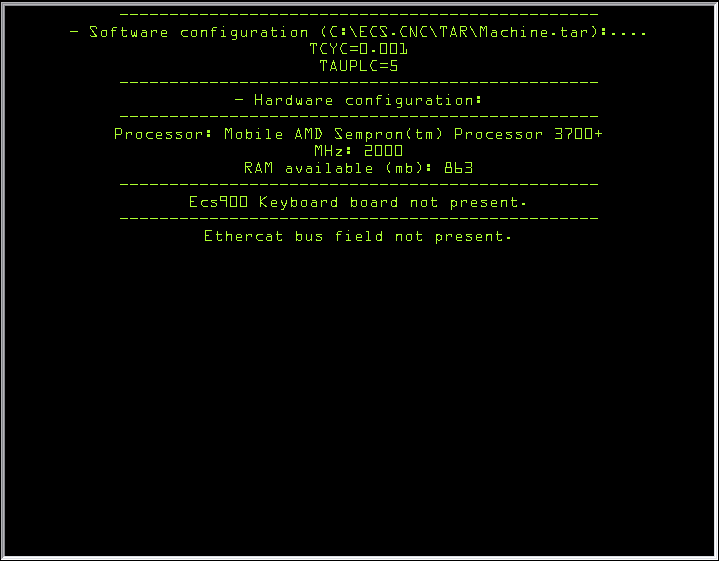 ------------------------------------------------
- Software configuration (C:\ECS.CNC\TAR\Machine.tar):....
TCYC=0.001
TAUPLC=5
------------------------------------------------
- Hardware configuration:
------------------------------------------------
Processor: Mobile AMD Sempron(tm) Processor 3700+
MHz: 2000
RAM available (mb): 863
------------------------------------------------
Ecs900 Keyboard board not present.
------------------------------------------------
Ethercat bus field not present.